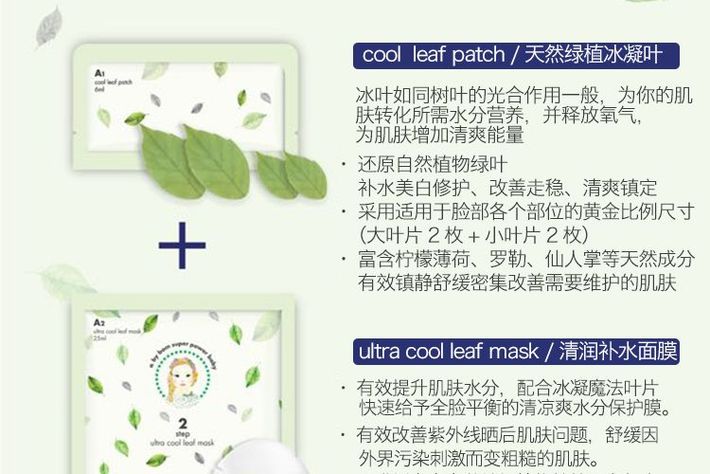 A1
cool leaf patch
6ml
cool leaf patch / 天然绿植冰凝叶
冰叶如同树叶的光合作用一般，为你的肌
肤转化所需水分营养，并释放氧气，
为肌肤增加清爽能量
· 还原自然植物绿叶
补水美白修护、改善走稳、清爽镇定
· 采用适用于脸部各个部位的黄金比例尺寸
（大叶片 2 枚 + 小叶片 2 枚）
· 富含柠檬薄荷、罗勒、仙人掌等天然成分
有效镇静舒缓密集改善需要维护的肌肤
+
A2
ultra cool leaf mask
25ml
a by bom super power baby
2
step
ultra cool leaf mask
ultra cool leaf mask / 清润补水面膜
· 有效提升肌肤水分，配合冰凝魔法叶片
快速给予全脸平衡的清凉爽水分保护膜。
· 有效改善紫外线晒后肌肤问题，舒缓因
外界污染刺激而变粗糙的肌肤。